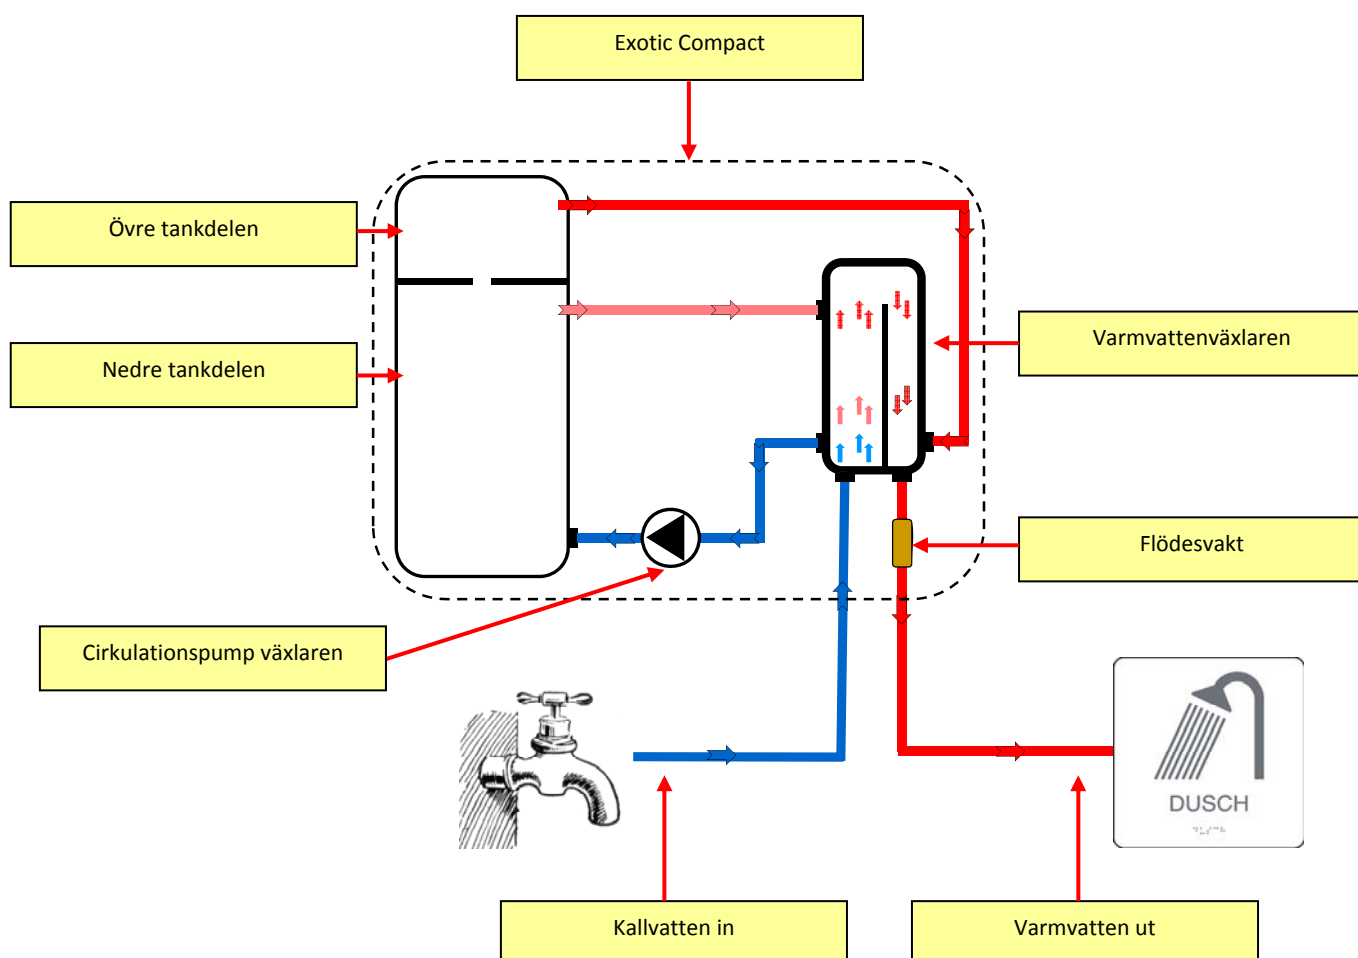 Exotic Compact
Övre tankdelen
Nedre tankdelen
Varmvattenväxlaren
Flödesvakt
Cirkulationspump växlaren
DUSCH
Kallvatten in
Varmvatten ut